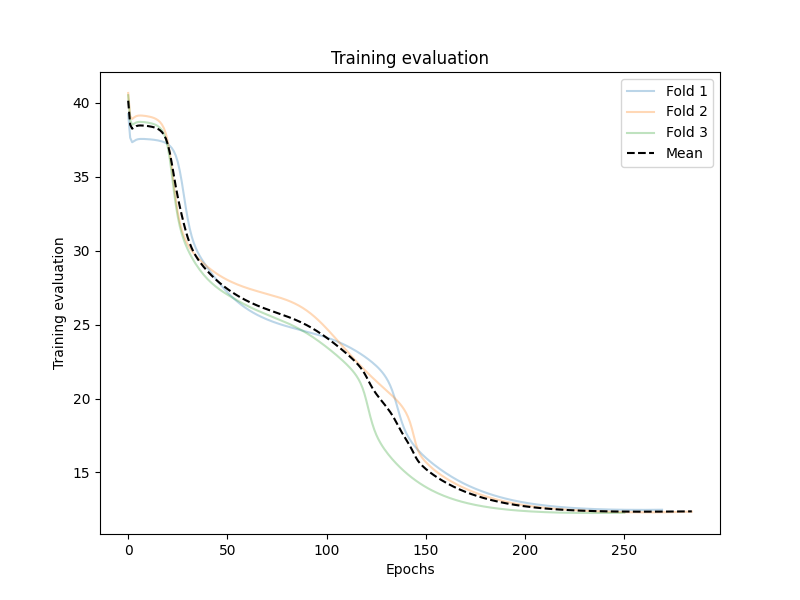 Training evaluation
Fold 1
Fold 2
Fold 3
Mean
Training evaluation
40
35
30
25
20
15
0 50 100 150 200 250
Epochs